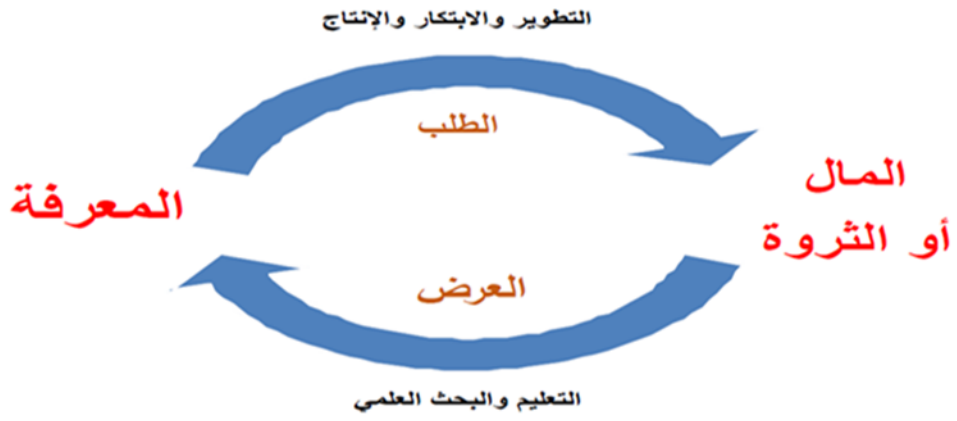 التطوير والابتكار والإنتاج
الطلب
المال
أو الثروة
المعرفة
العرض
التعليم والبحث العلمي